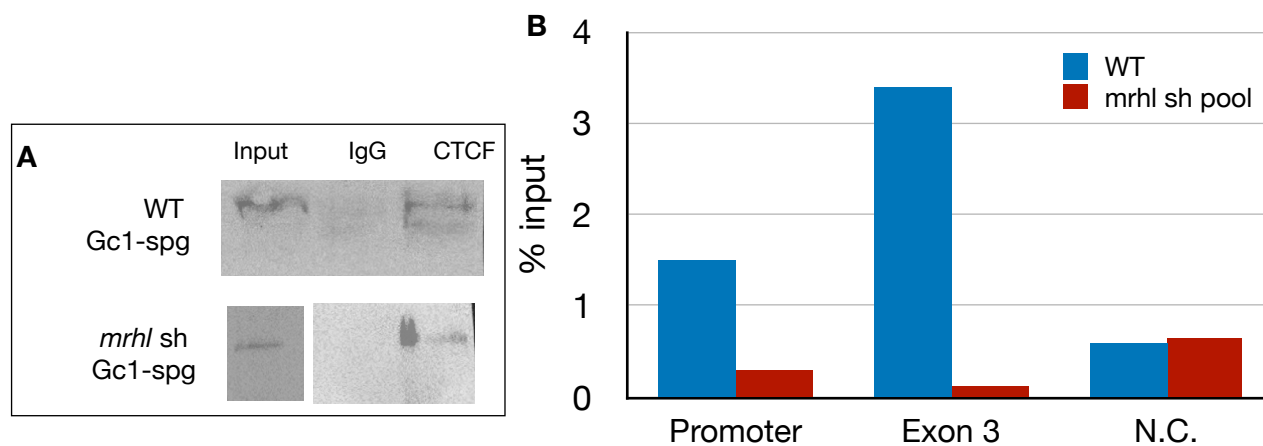 A
Input IgG CTCF
WT
Gc1-spg
mrhl sh
Gc1-spg
B
% input
4
3
2
1
0
WT
mrhl sh pool
Promoter Exon 3 N.C.